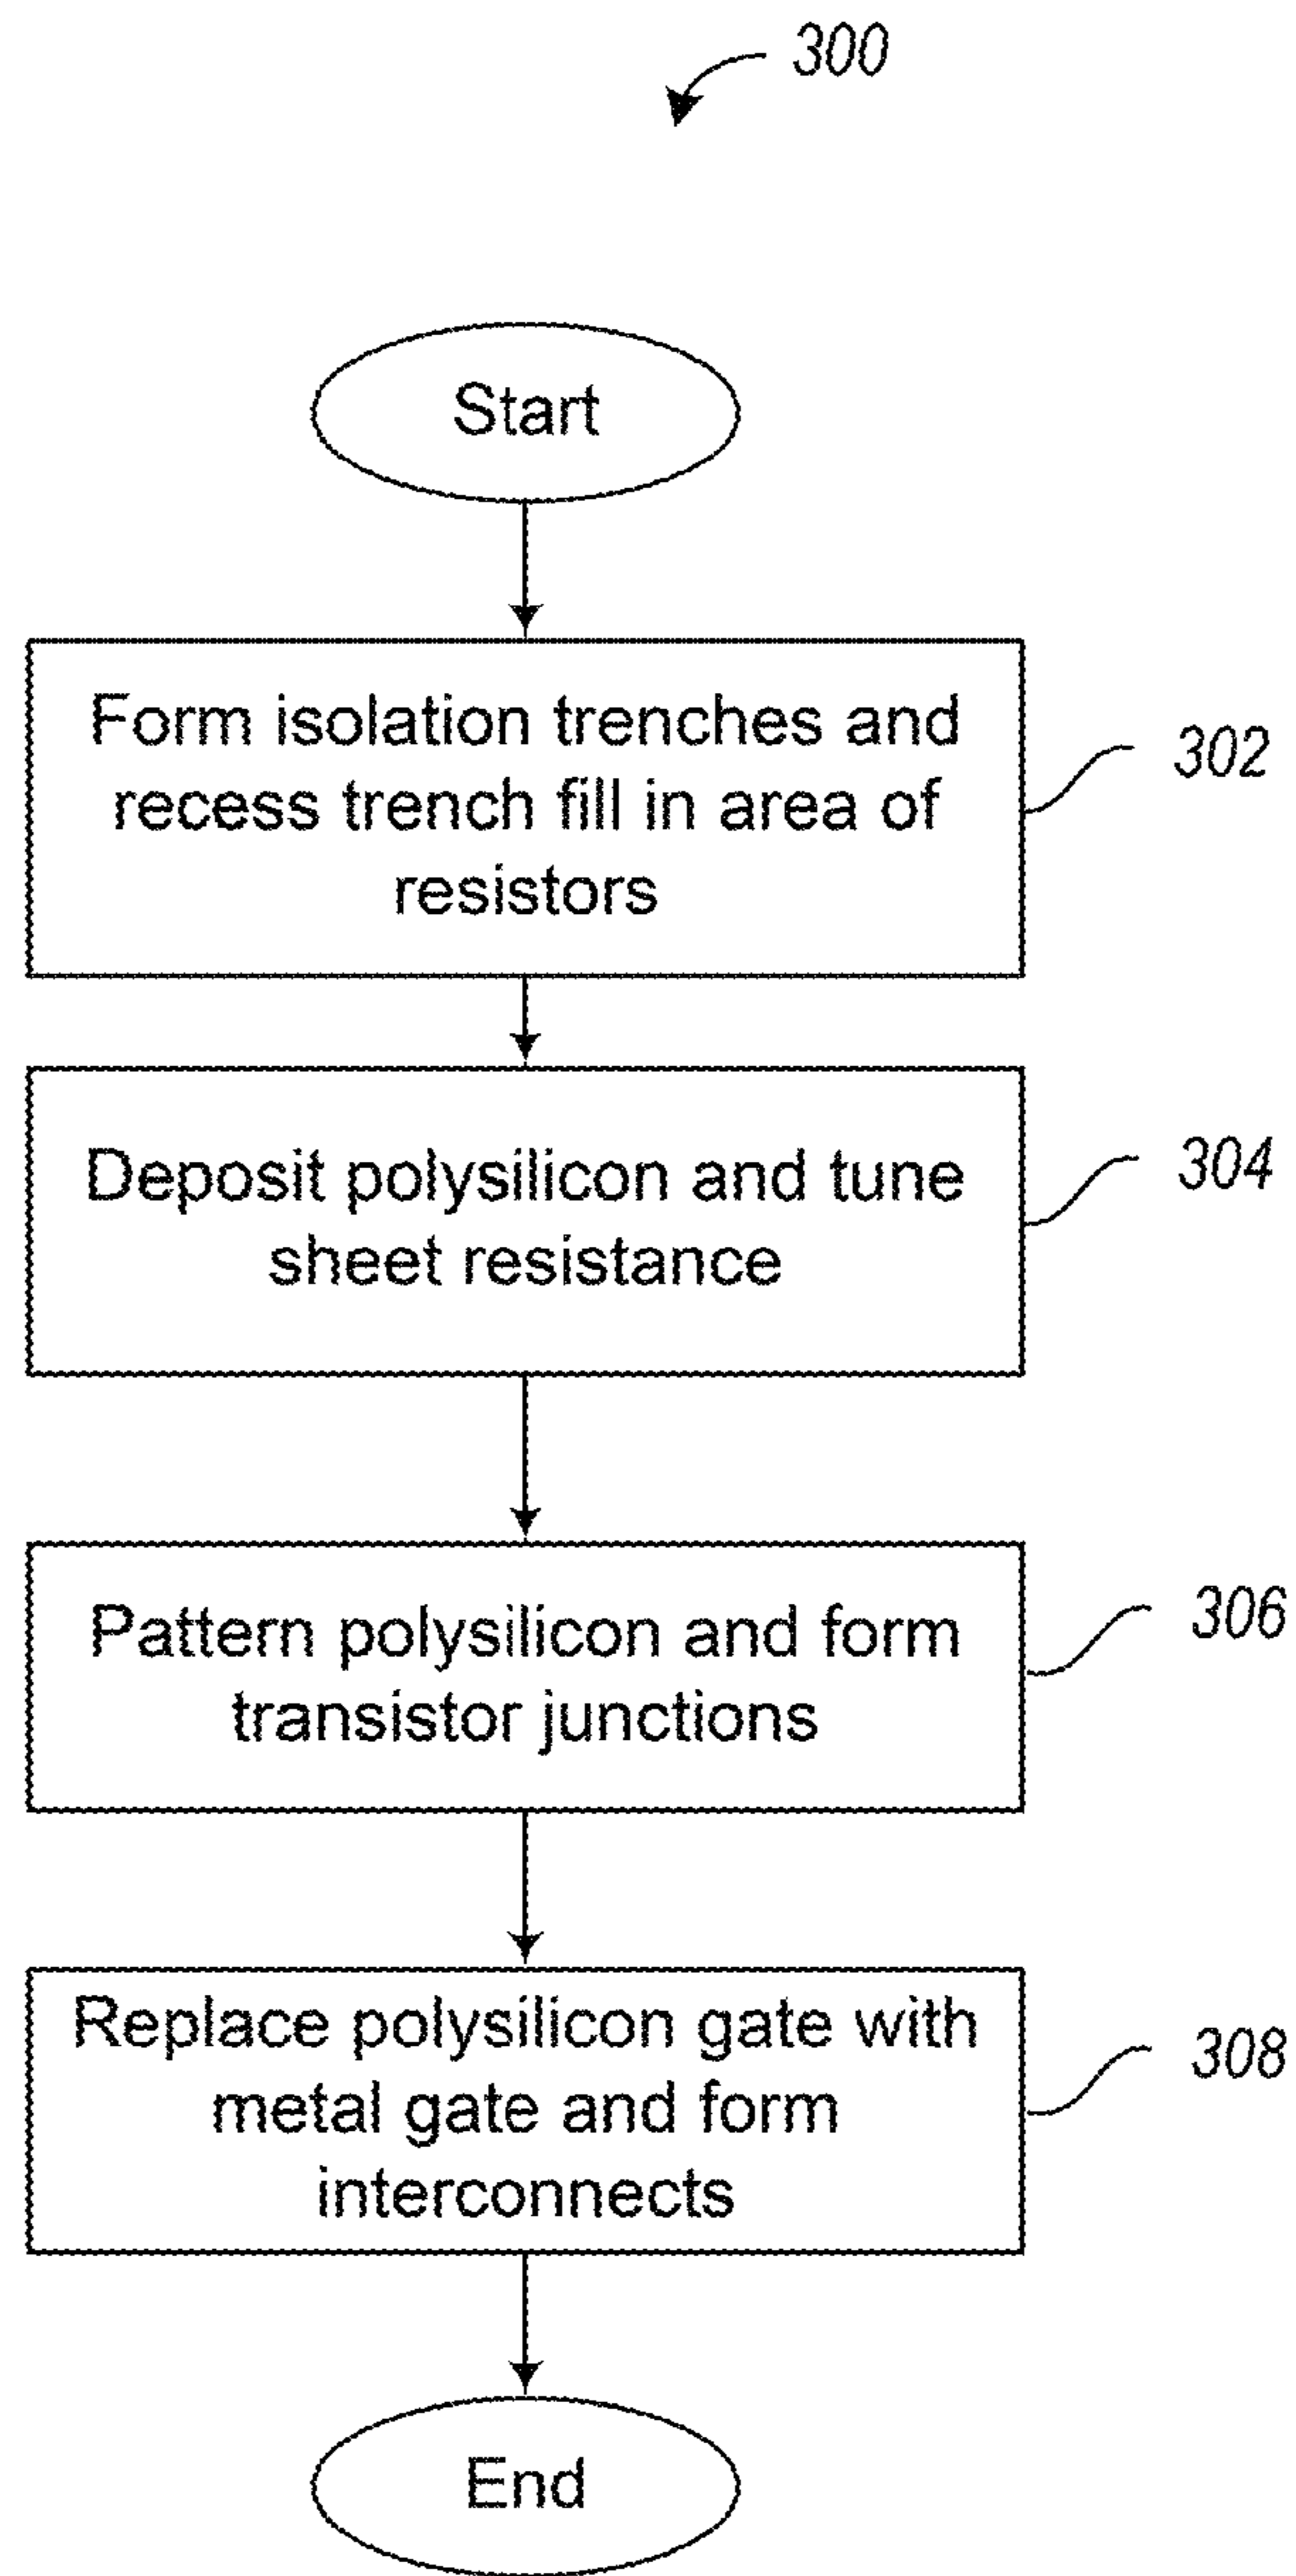 300
Start
Form isolation trenches and
recess trench fill in area of
resistors
302
Deposit polysilicon and tune
sheet resistance
304
Pattern polysilicon and form
transistor junctions
306
Replace polysilicon gate with
metal gate and form
interconnects
308
End